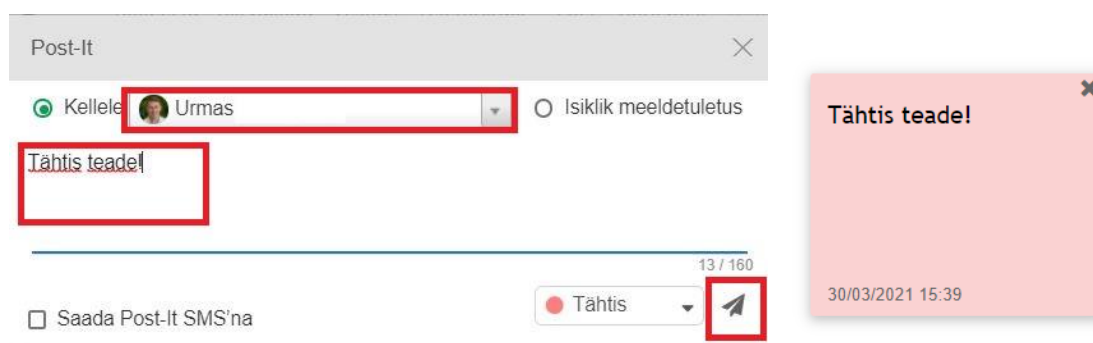 Post-It
Kellele Urmas Isiklik meeldetuletus
Tähtis teade!
13 / 160
Saada Post-It SMS'na Tähtis
Tähtis teade!
30/03/2021 15:39